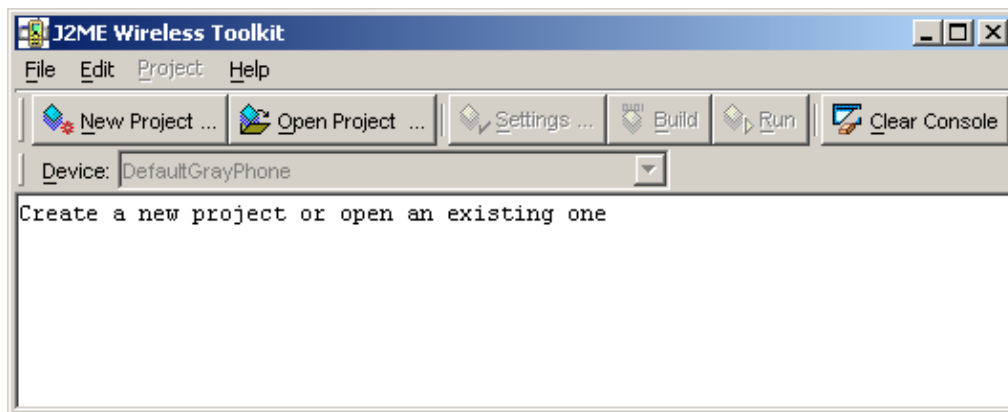 J2ME Wireless Toolkit
File Edit Project Help
New Project ... Open Project ... Settings ... Build Run Clear Console
Device: DefaultGrayPhone
Create a new project or open an existing one